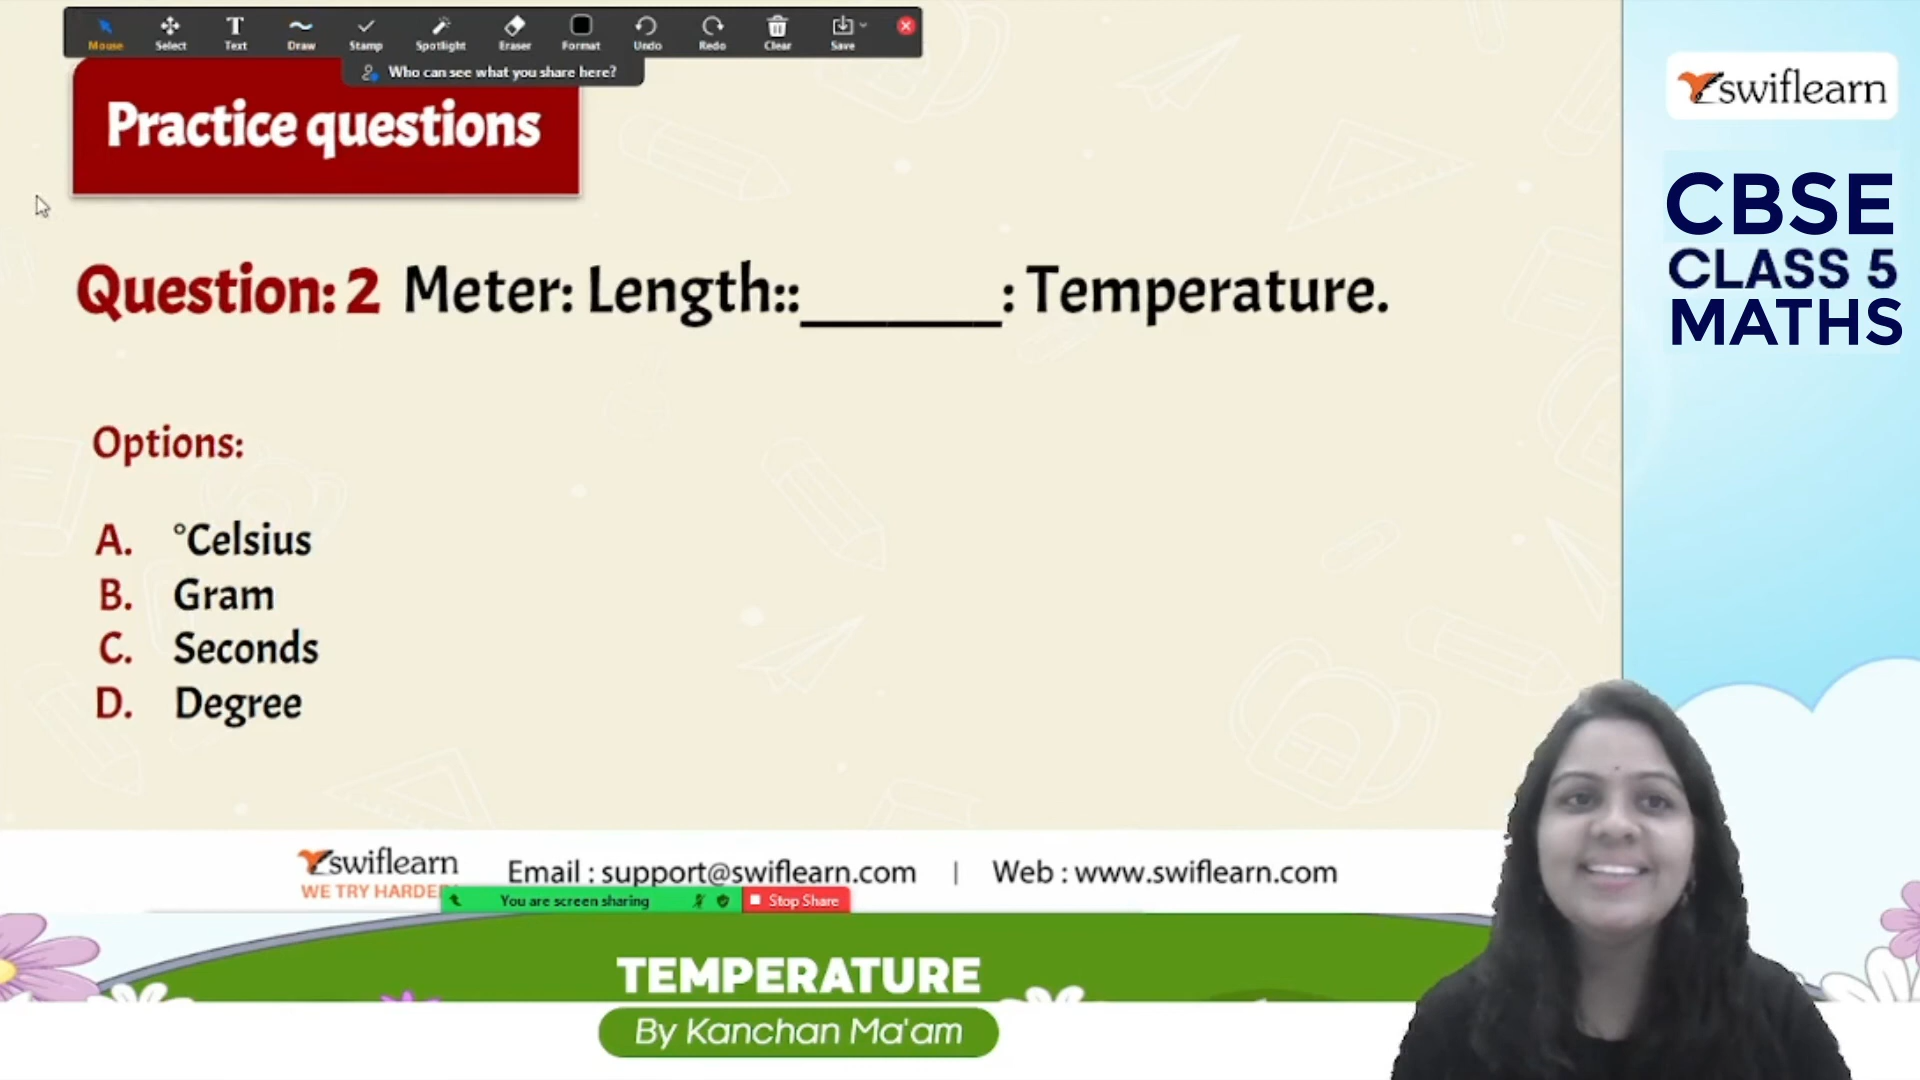 Mouse Select Text Draw Stamp Spotlight Eraser Format Undo Redo Clear Save
Who can see what you share here?
Practice questions
Question: 2 Meter: Length::______: Temperature.
Options:
A. °Celsius
B. Gram
C. Seconds
D. Degree
swiflearn
CBSE
CLASS 5
MATHS
swiflearn
WE TRY HARDE
Email : support@swiflearn.com | Web : www.swiflearn.com
You are screen sharing Stop Share
TEMPERATURE
By Kanchan Ma'am